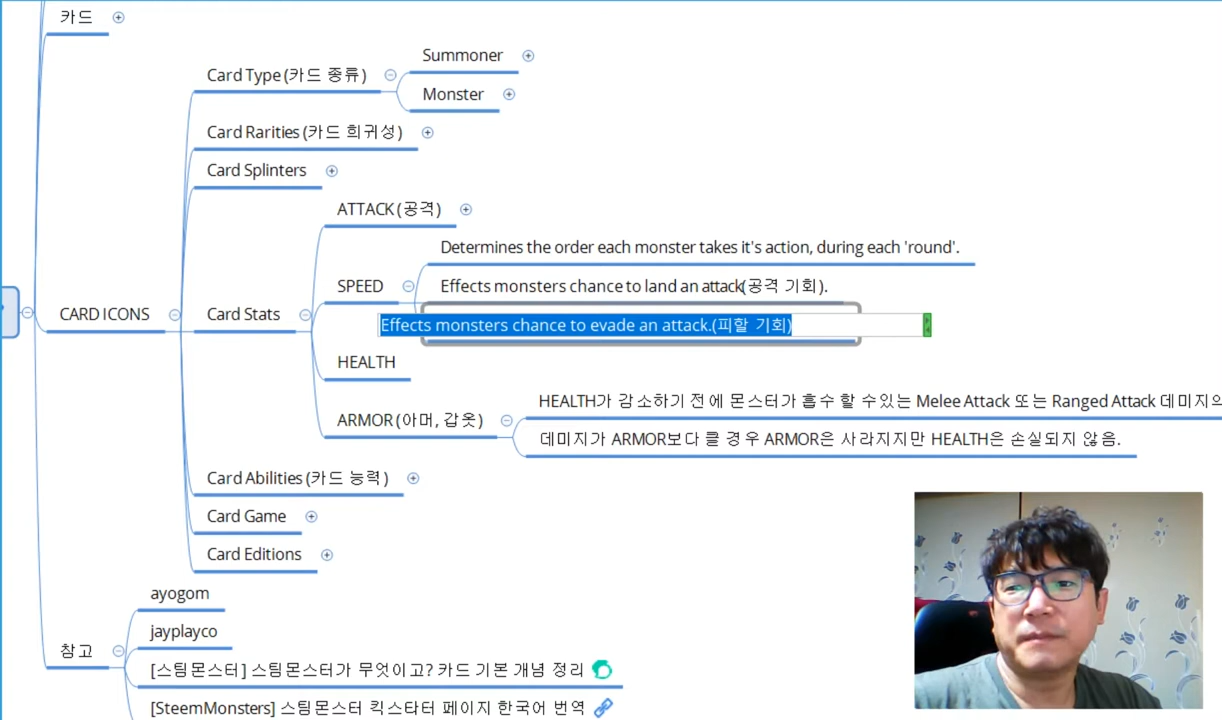 카드
Card Type (카드 종류)
Summoner
Monster
Card Rarities (카드 희귀성)
Card Splinters
CARD ICONS
Card Stats
ATTACK (공격)
SPEED
Determines the order each monster takes it's action, during each 'round'.
Effects monsters chance to land an attack(공격 기회).
Effects monsters chance to evade an attack.(피할 기회)
HEALTH
ARMOR (아머, 갑옷)
HEALTH가 감소하기 전에 몬스터가 흡수 할 수있는 Melee Attack 또는 Ranged Attack 데미지의
데미지가 ARMOR보다 클 경우 ARMOR은 사라지지만 HEALTH은 손실되지 않음.
Card Abilities (카드 능력)
Card Game
Card Editions
참고
ayogom
jayplayco
[스팀몬스터] 스팀몬스터가 무엇이고? 카드 기본 개념 정리
[SteemMonsters] 스팀몬스터 킥스타터 페이지 한국어 번역